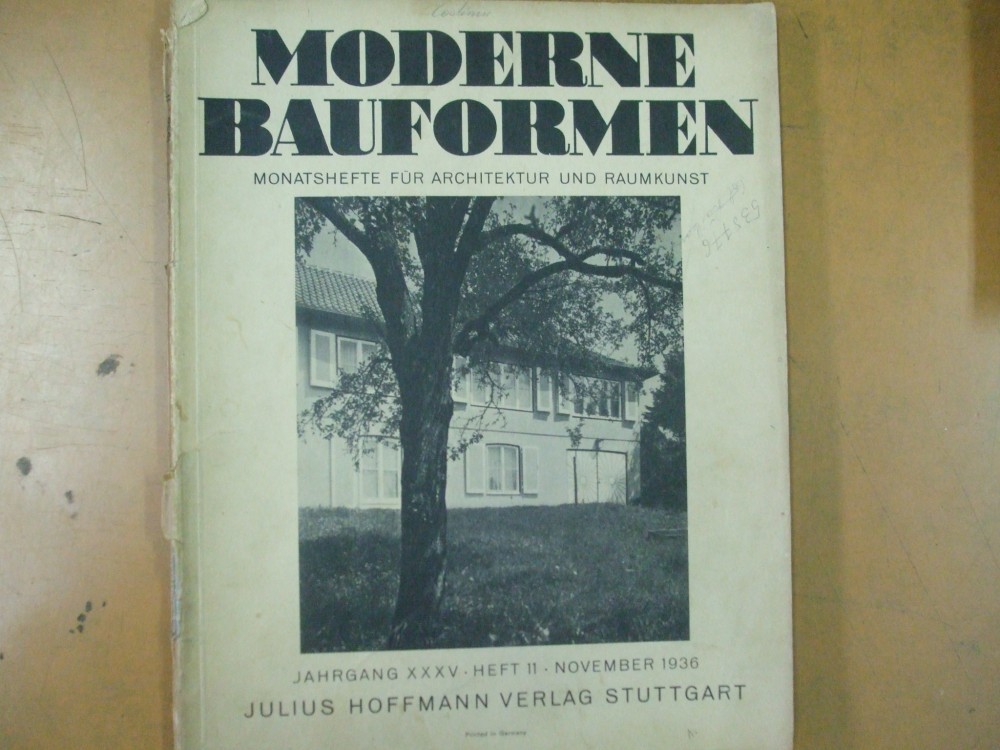 MODERNE
BAUFORMEN
MONATSHEFTE FÜR ARCHITEKTUR UND RAUMKUNST
JAHRGANG XXXV · HEFT 11 · NOVEMBER 1936
JULIUS HOFFMANN VERLAG STUTTGART
Printed in Germany